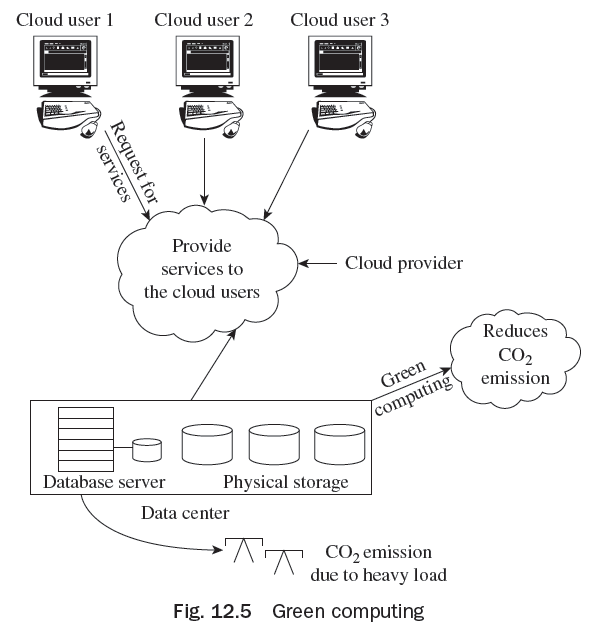 Cloud user 1
Cloud user 2
Cloud user 3
Request for
services
Provide
services to
the cloud users
Cloud provider
Reduces
CO₂
emission
Green
computing
Database server
Physical storage
Data center
CO₂ emission
due to heavy load
Fig. 12.5 Green computing